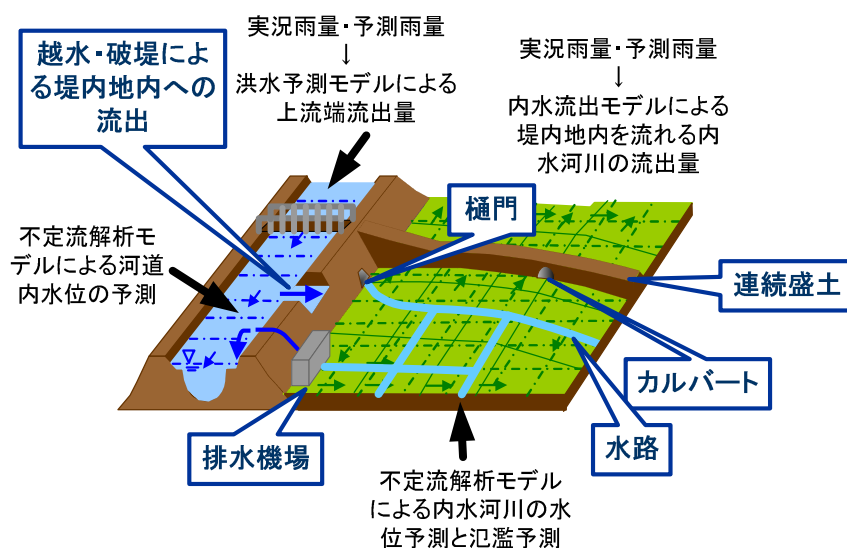 実況雨量・予測雨量
↓
洪水予測モデルによる
上流端流出量
実況雨量・予測雨量
↓
内水流出モデルによる
堤内地内を流れる内
水河川の流出量
越水・破堤によ
る堤内地内への
流出
樋門
不定流解析モ
デルによる河道
内水位の予測
連続盛土
カルバート
水路
排水機場
不定流解析モデル
による内水河川の水
位予測と氾濫予測